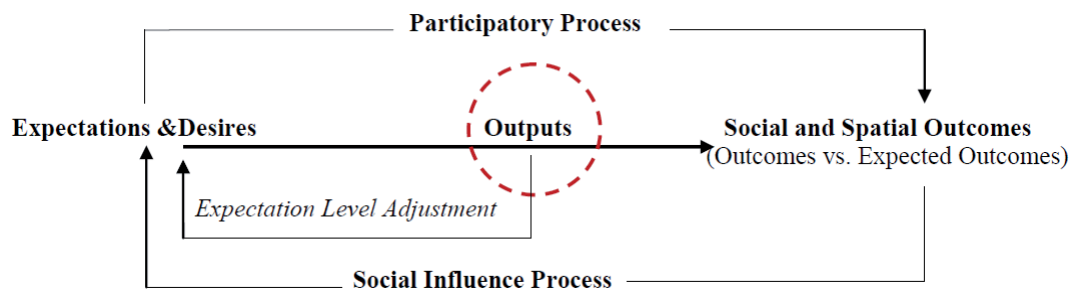 Participatory Process
Expectations &Desires
Outputs
Social and Spatial Outcomes
(Outcomes vs. Expected Outcomes)
Expectation Level Adjustment
Social Influence Process